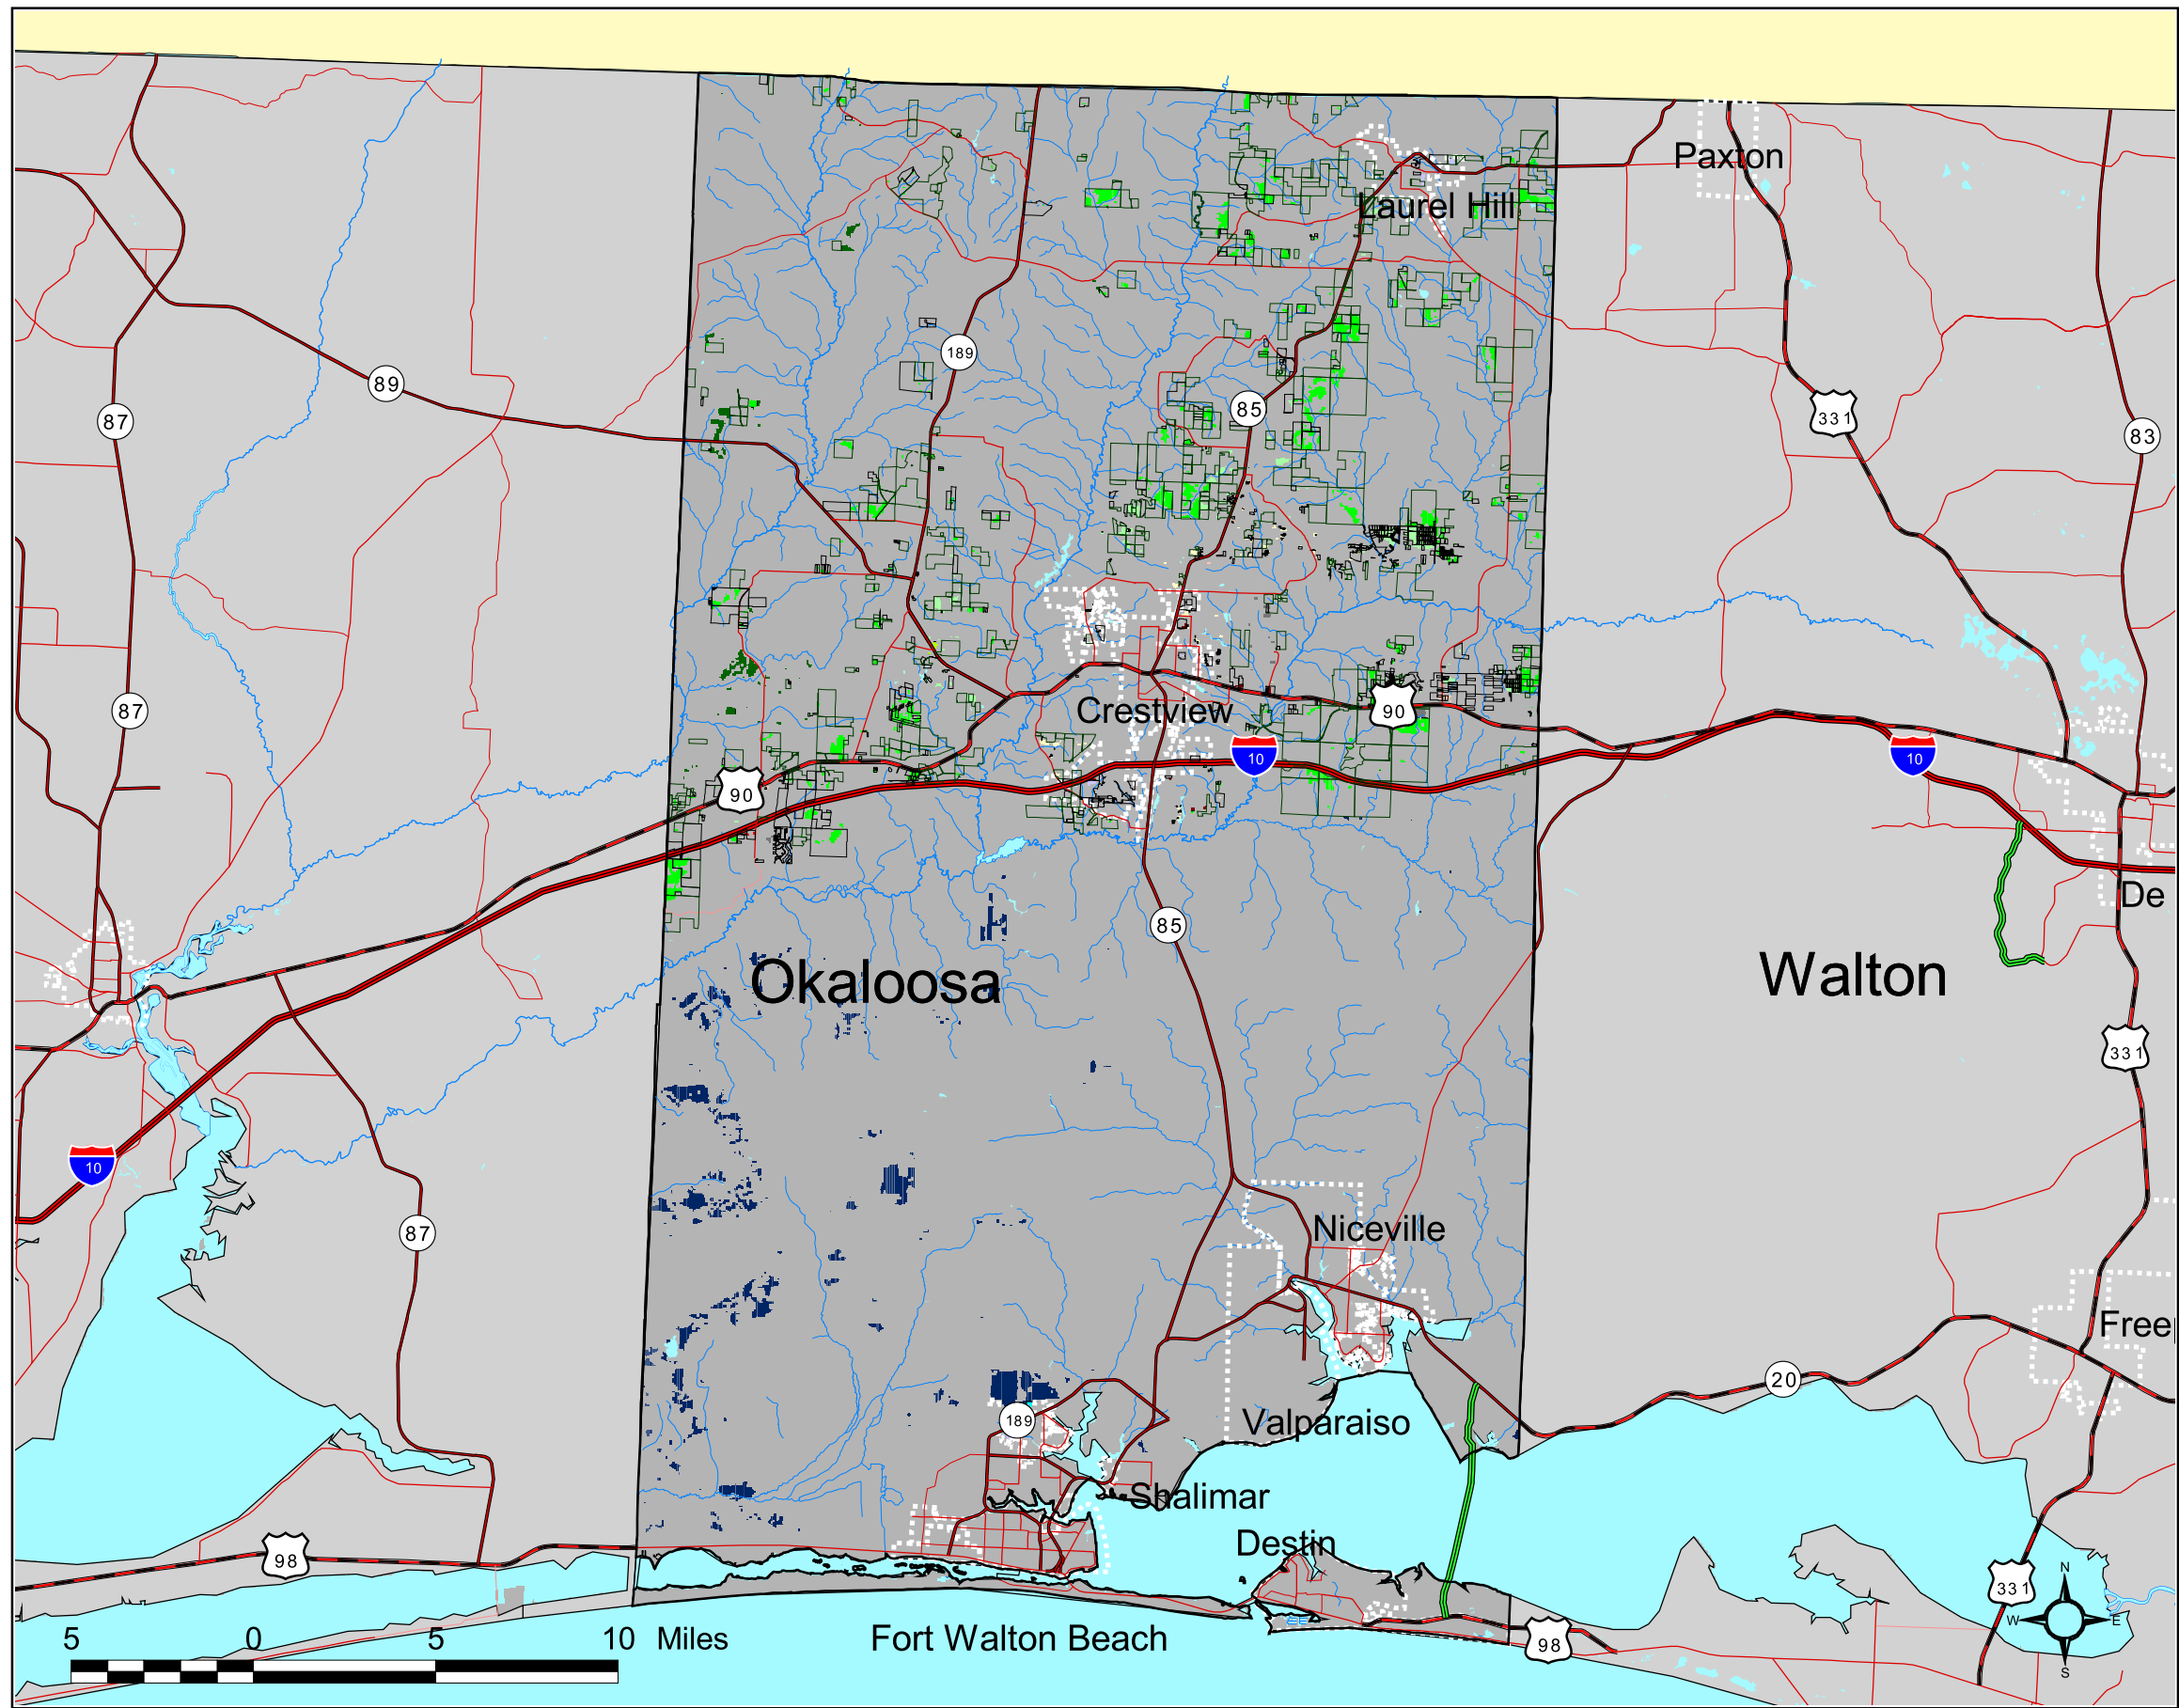 Paxton
Laurel Hill
189
89
85
331
87
83
87
Crestview
90
10
10
90
De
85
Okaloosa
Walton
331
10
Niceville
87
Free
20
189
Valparaiso
Shalimar
Destin
98
331
N
W
E
S
98
5 0 5 10 Miles
Fort Walton Beach